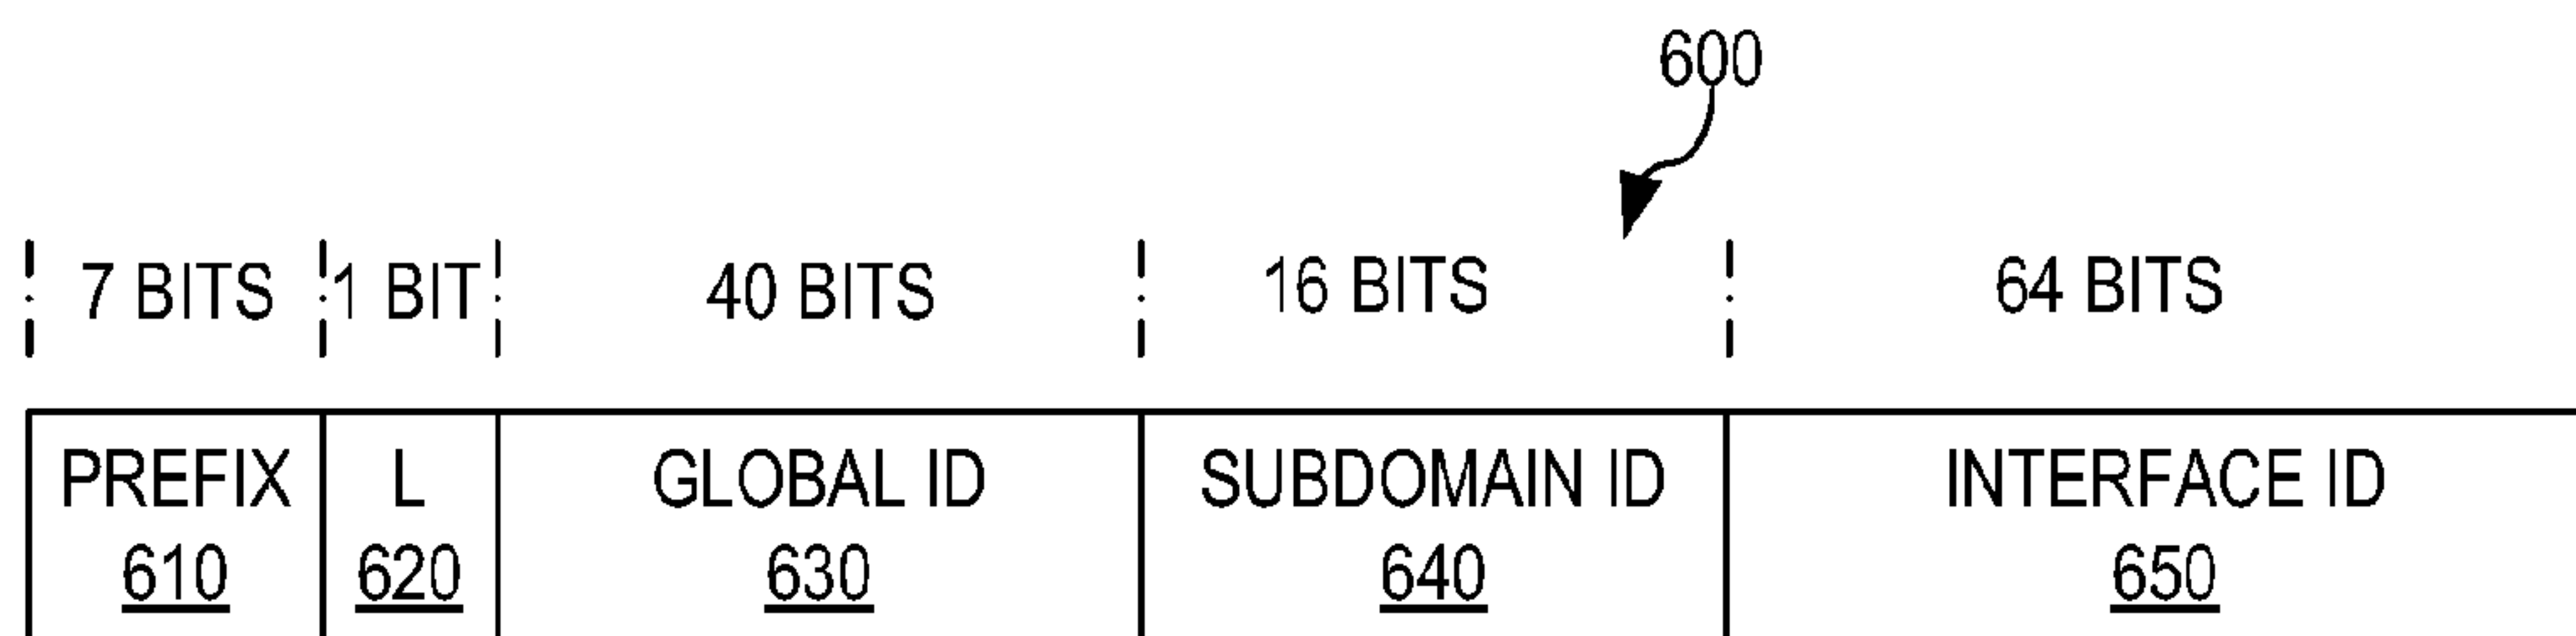 600
7 BITS 1 BIT 40 BITS 16 BITS 64 BITS
PREFIX L GLOBAL ID SUBDOMAIN ID INTERFACE ID
610 620 630 640 650